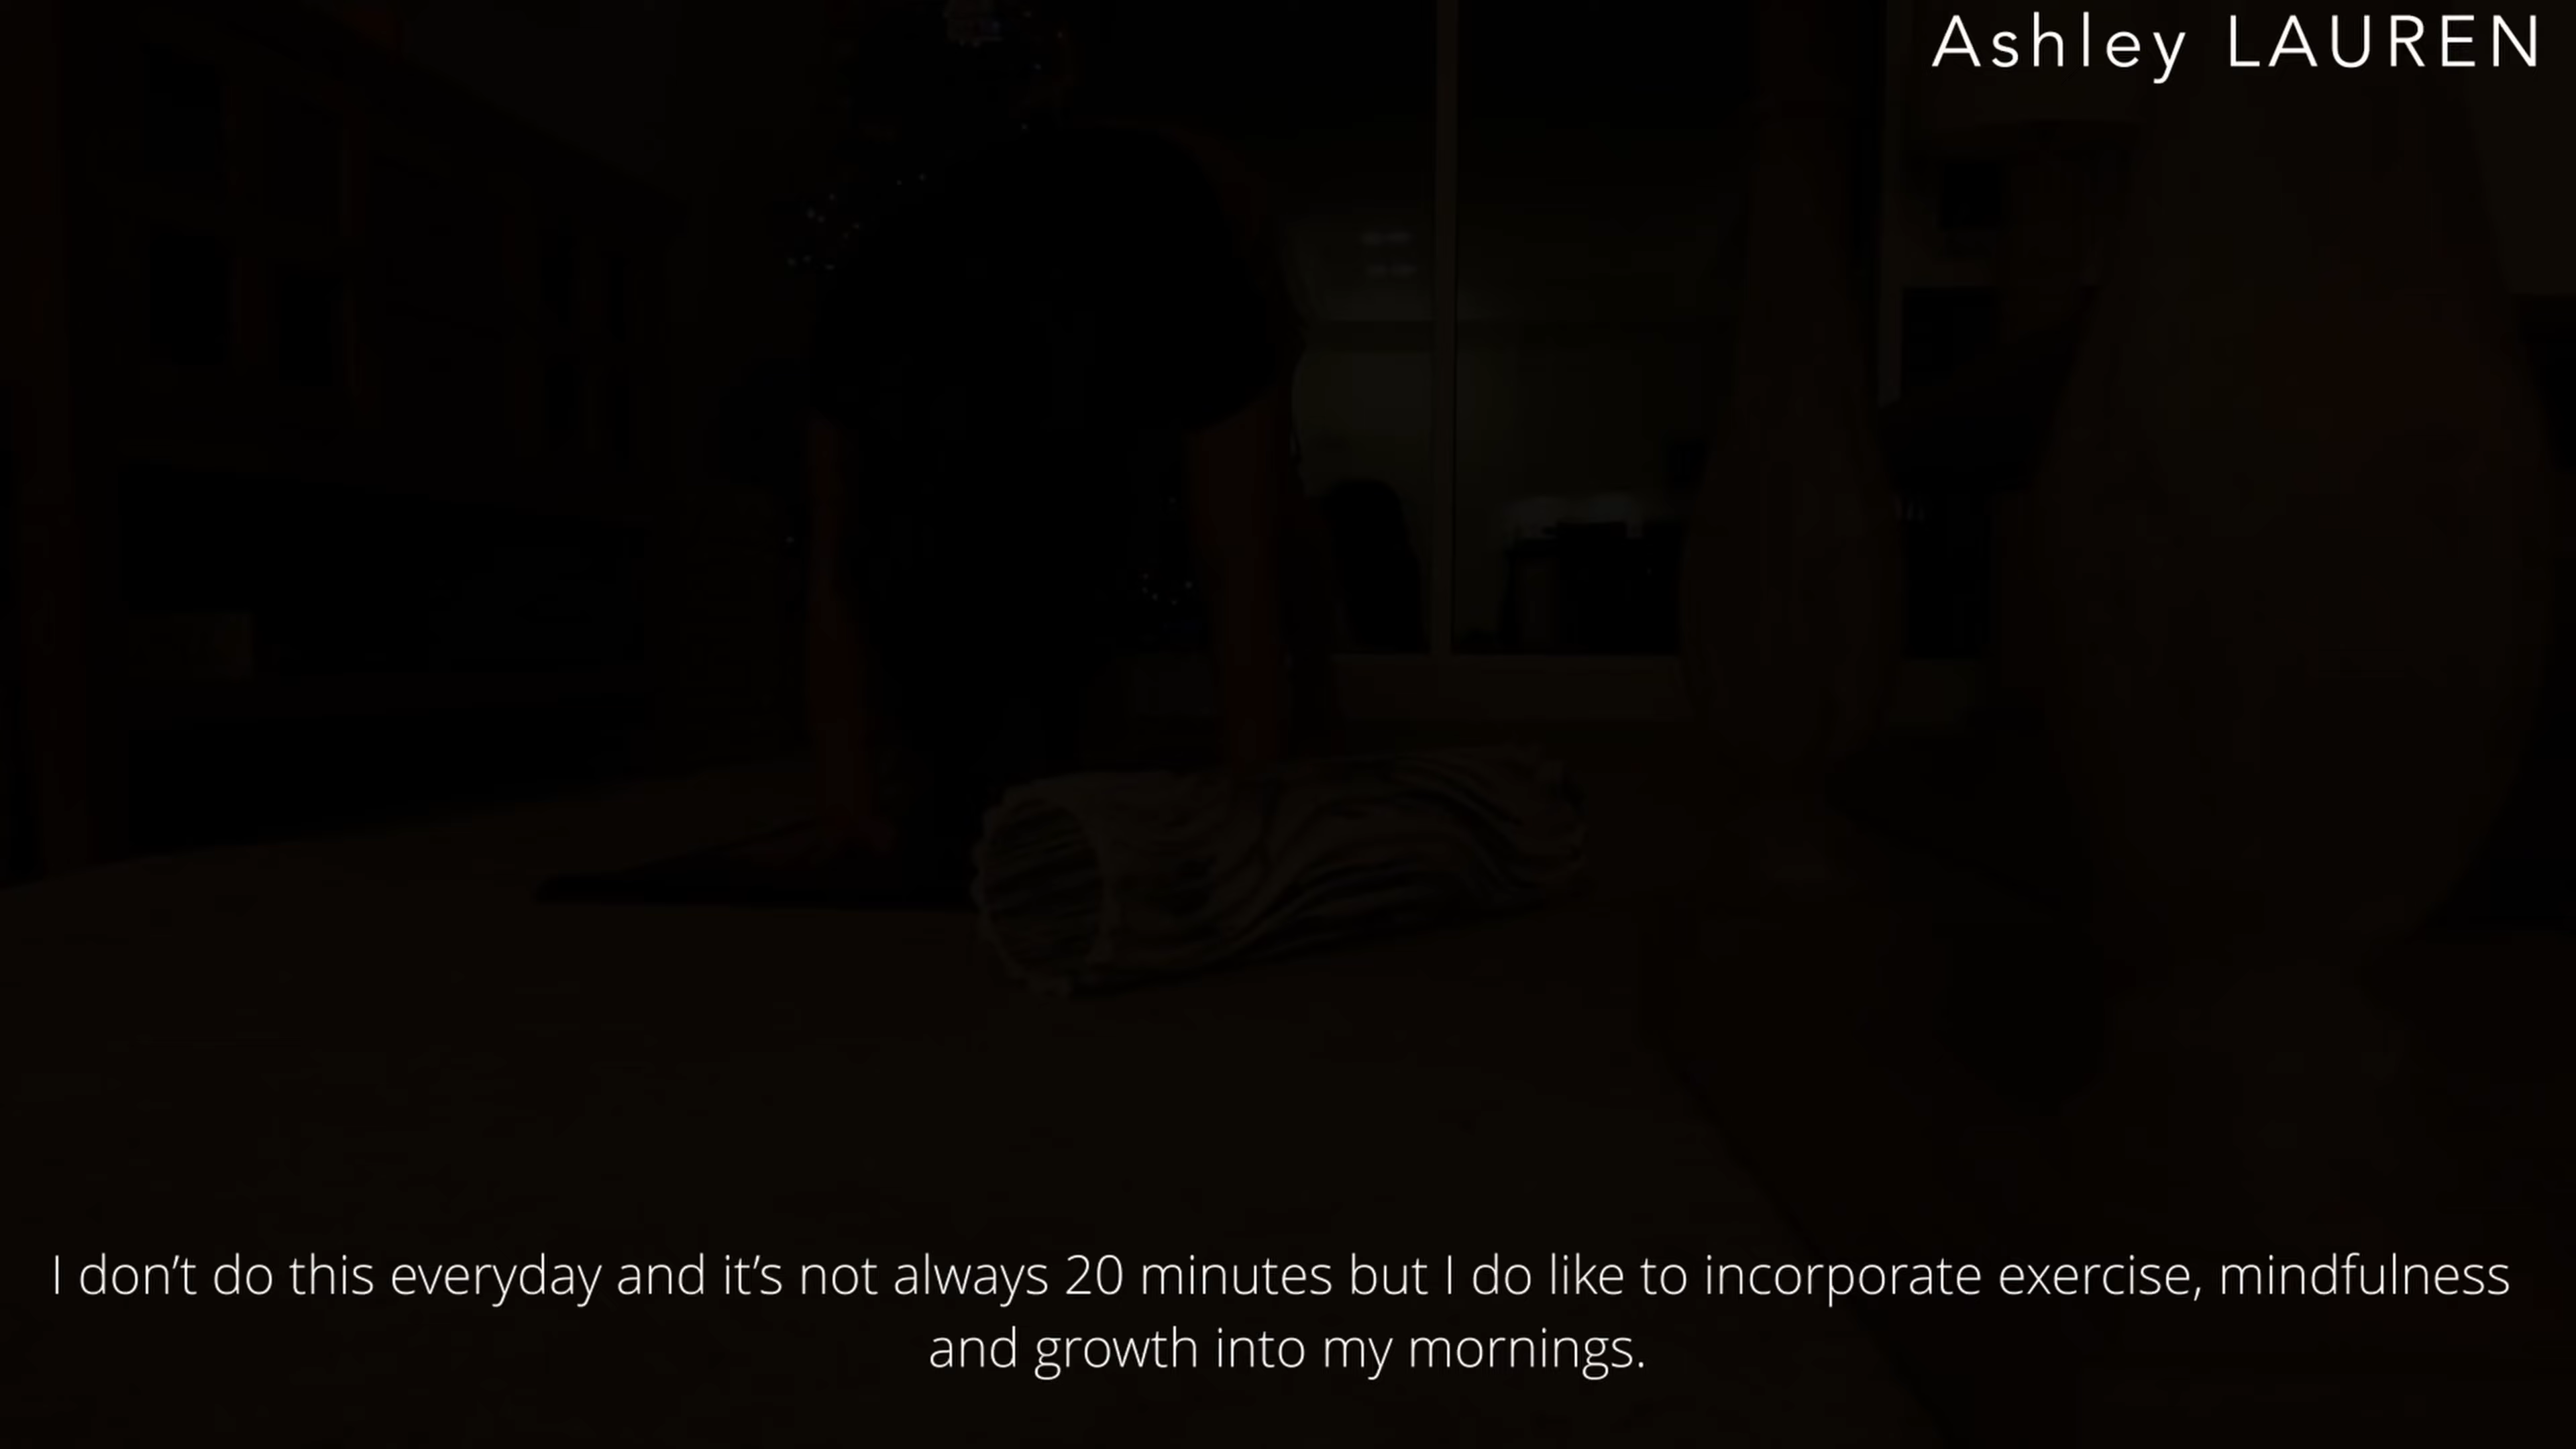 Ashley LAUREN
I don’t do this everyday and it’s not always 20 minutes but I do like to incorporate exercise, mindfulness
and growth into my mornings.